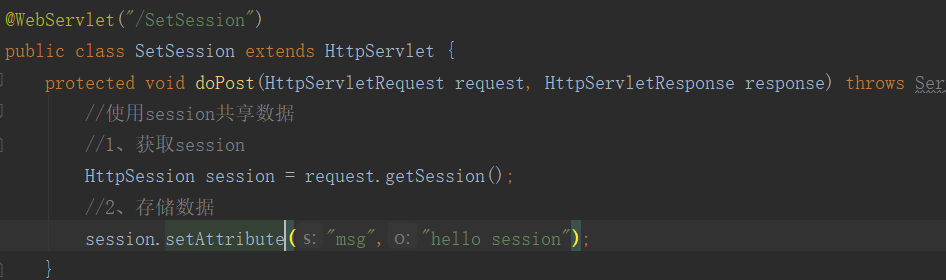 @WebServlet("/SetSession")
public class SetSession extends HttpServlet {
    protected void doPost(HttpServletRequest request, HttpServletResponse response) throws Ser
        //使用session共享数据
        //1、获取session
        HttpSession session = request.getSession();
        //2、存储数据
        session.setAttribute( s: "msg", o: "hello session");
    }